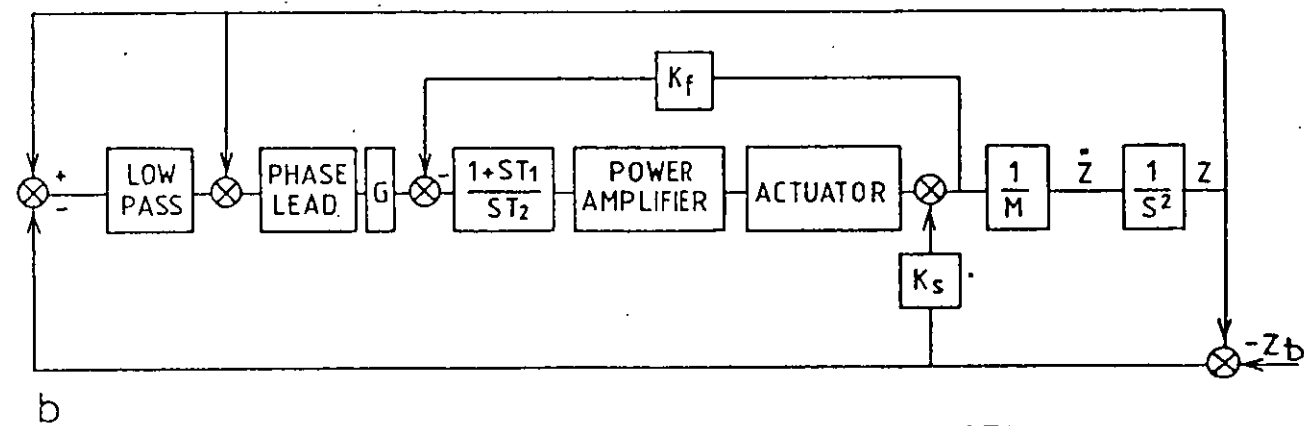 Kf
+
-
LOW
PASS
PHASE
LEAD.
G
-
1+ST1
ST2
POWER
AMPLIFIER
ACTUATOR
1
M
Ż
1
S²
Z
Ks
-Zb
b